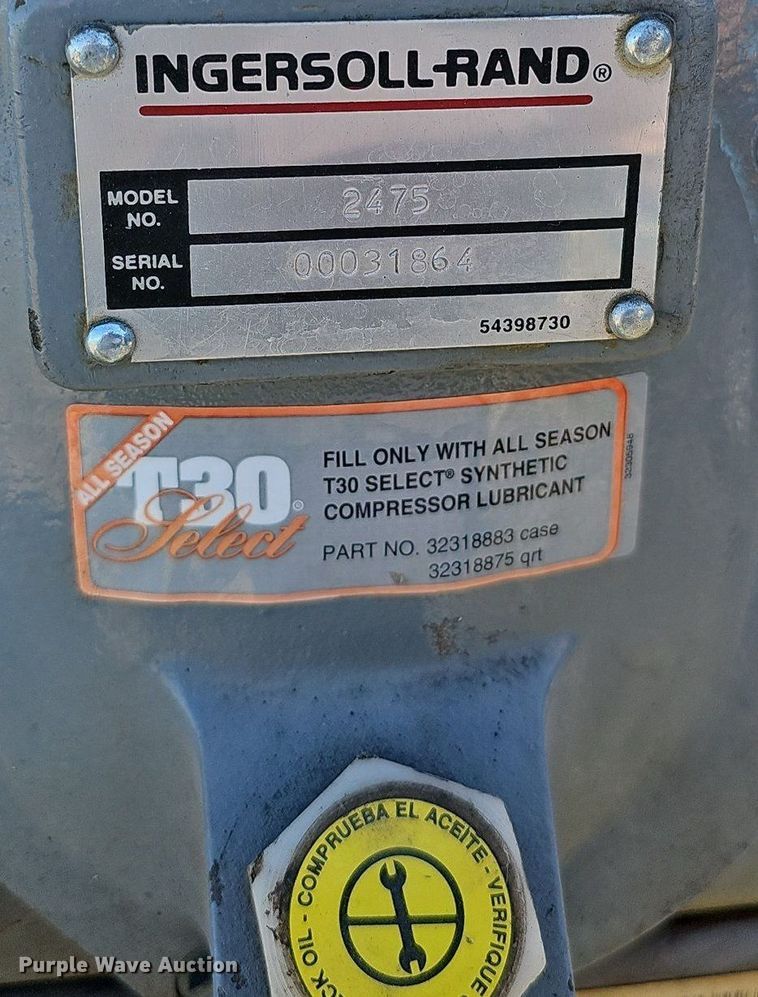 INGERSOLL-RAND®
MODEL NO. 2475
SERIAL NO. 00031864
54398730
ALL SEASON
T30®
Select
FILL ONLY WITH ALL SEASON
T30 SELECT® SYNTHETIC
COMPRESSOR LUBRICANT
PART NO. 32318883 case
32318875 qrt
32305948
OIL - COMPRUEBA EL ACEITE - VERIFIQUE
Purple Wave Auction